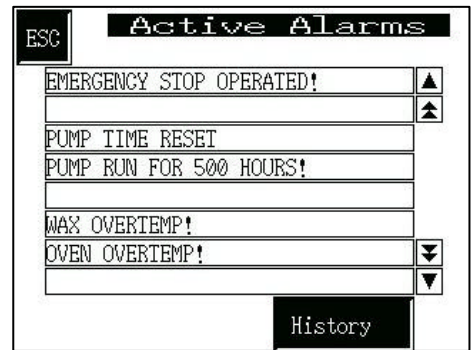 ESC
Active Alarms
EMERGENCY STOP OPERATED!
PUMP TIME RESET
PUMP RUN FOR 500 HOURS!
WAX OVERTEMP!
OVEN OVERTEMP!
History